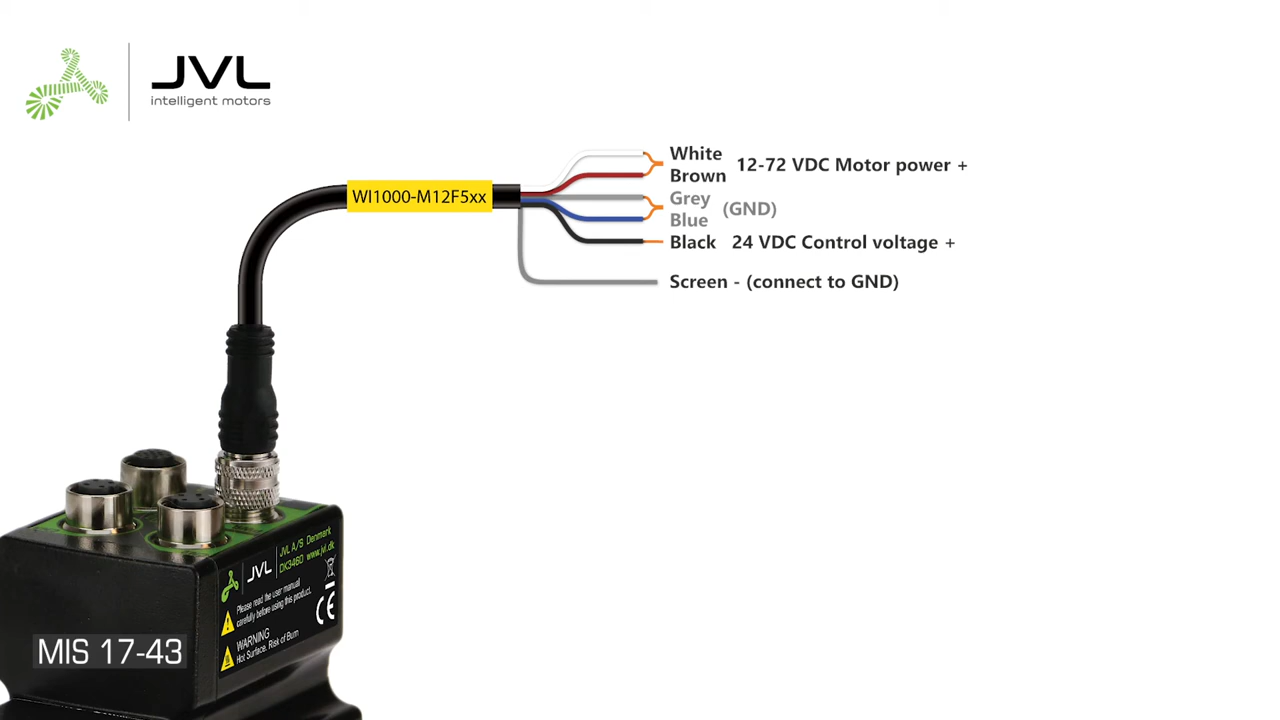 JVL
intelligent motors
White
Brown
12-72 VDC Motor power +
WI1000-M12F5xx
Grey
Blue
(GND)
Black 24 VDC Control voltage +
Screen - (connect to GND)
JVL
JVL A/S Denmark
DK3460 www.jvl.dk
Please read the user manual
carefully before using this product.
CE
WARNING
Hot Surface. Risk of Burn
MIS 17-43